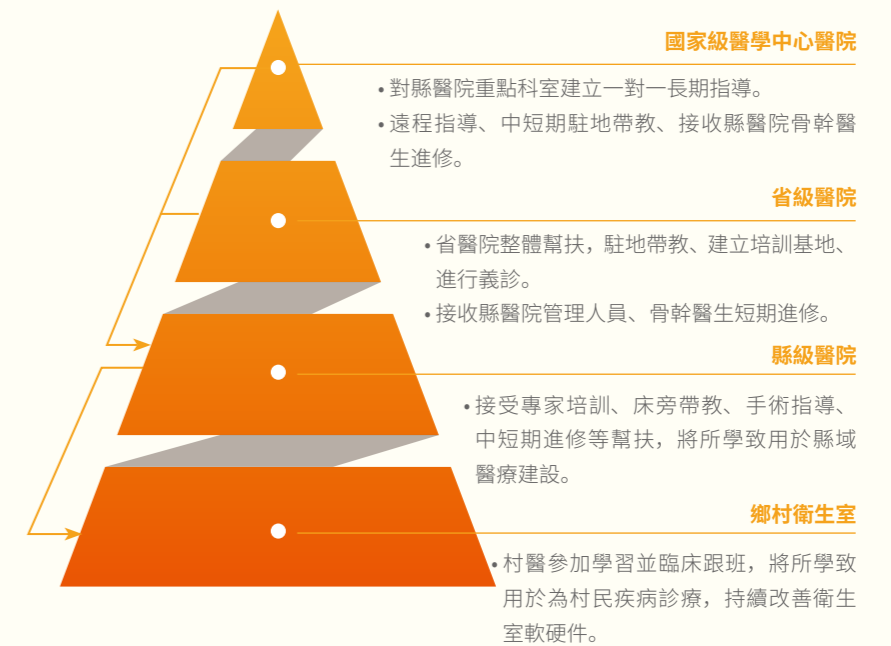 國家級醫學中心醫院
• 對縣醫院重點科室建立一對一長期指導。
• 遠程指導、中短期駐地帶教、接收縣醫院骨幹醫
生進修。
省級醫院
• 省醫院整體幫扶，駐地帶教、建立培訓基地、
進行義診。
• 接收縣醫院管理人員、骨幹醫生短期進修。
縣級醫院
• 接受專家培訓、床旁帶教、手術指導、
中短期進修等幫扶，將所學致用於縣域
醫療建設。
鄉村衛生室
• 村醫參加學習並臨床跟班，將所學致
用於為村民疾病診療，持續改善衛生
室軟硬件。